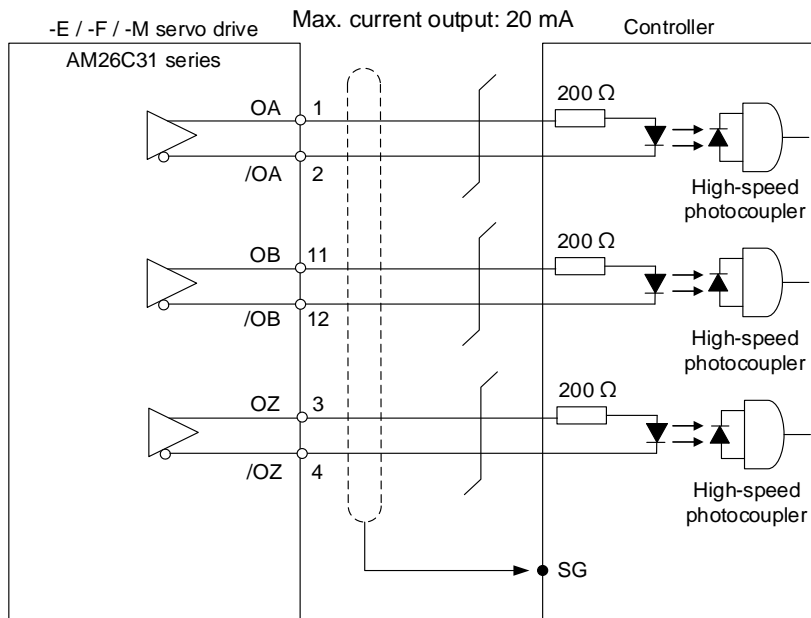 Max. current output: 20 mA
-E / -F / -M servo drive
Controller
AM26C31 series
OA 1
200 Ω
/OA 2
High-speed
photocoupler
OB 11
200 Ω
/OB 12
High-speed
photocoupler
OZ 3
200 Ω
/OZ 4
High-speed
photocoupler
SG